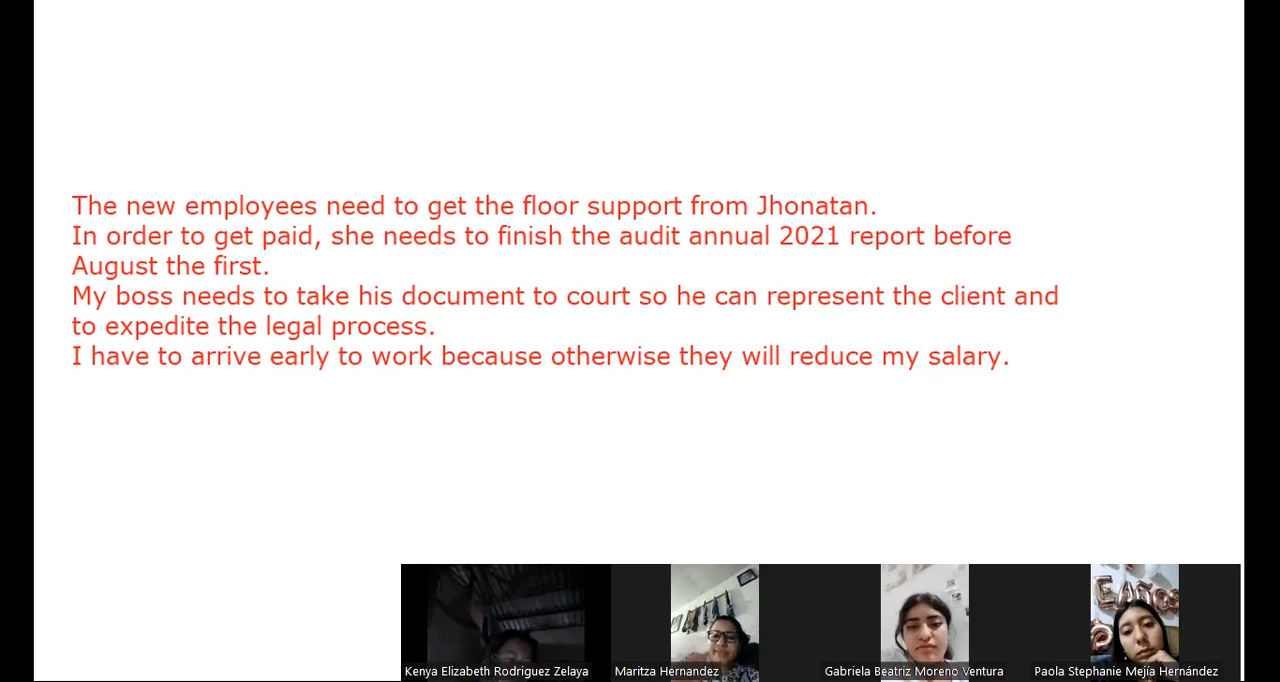 The new employees need to get the floor support from Jhonatan.
In order to get paid, she needs to finish the audit annual 2021 report before
August the first.
My boss needs to take his document to court so he can represent the client and
to expedite the legal process.
I have to arrive early to work because otherwise they will reduce my salary.
EAños
Kenya Elizabeth Rodriguez Zelaya
Maritza Hernandez
Gabriela Beatriz Moreno Ventura
Paola Stephanie Mejía Hernández